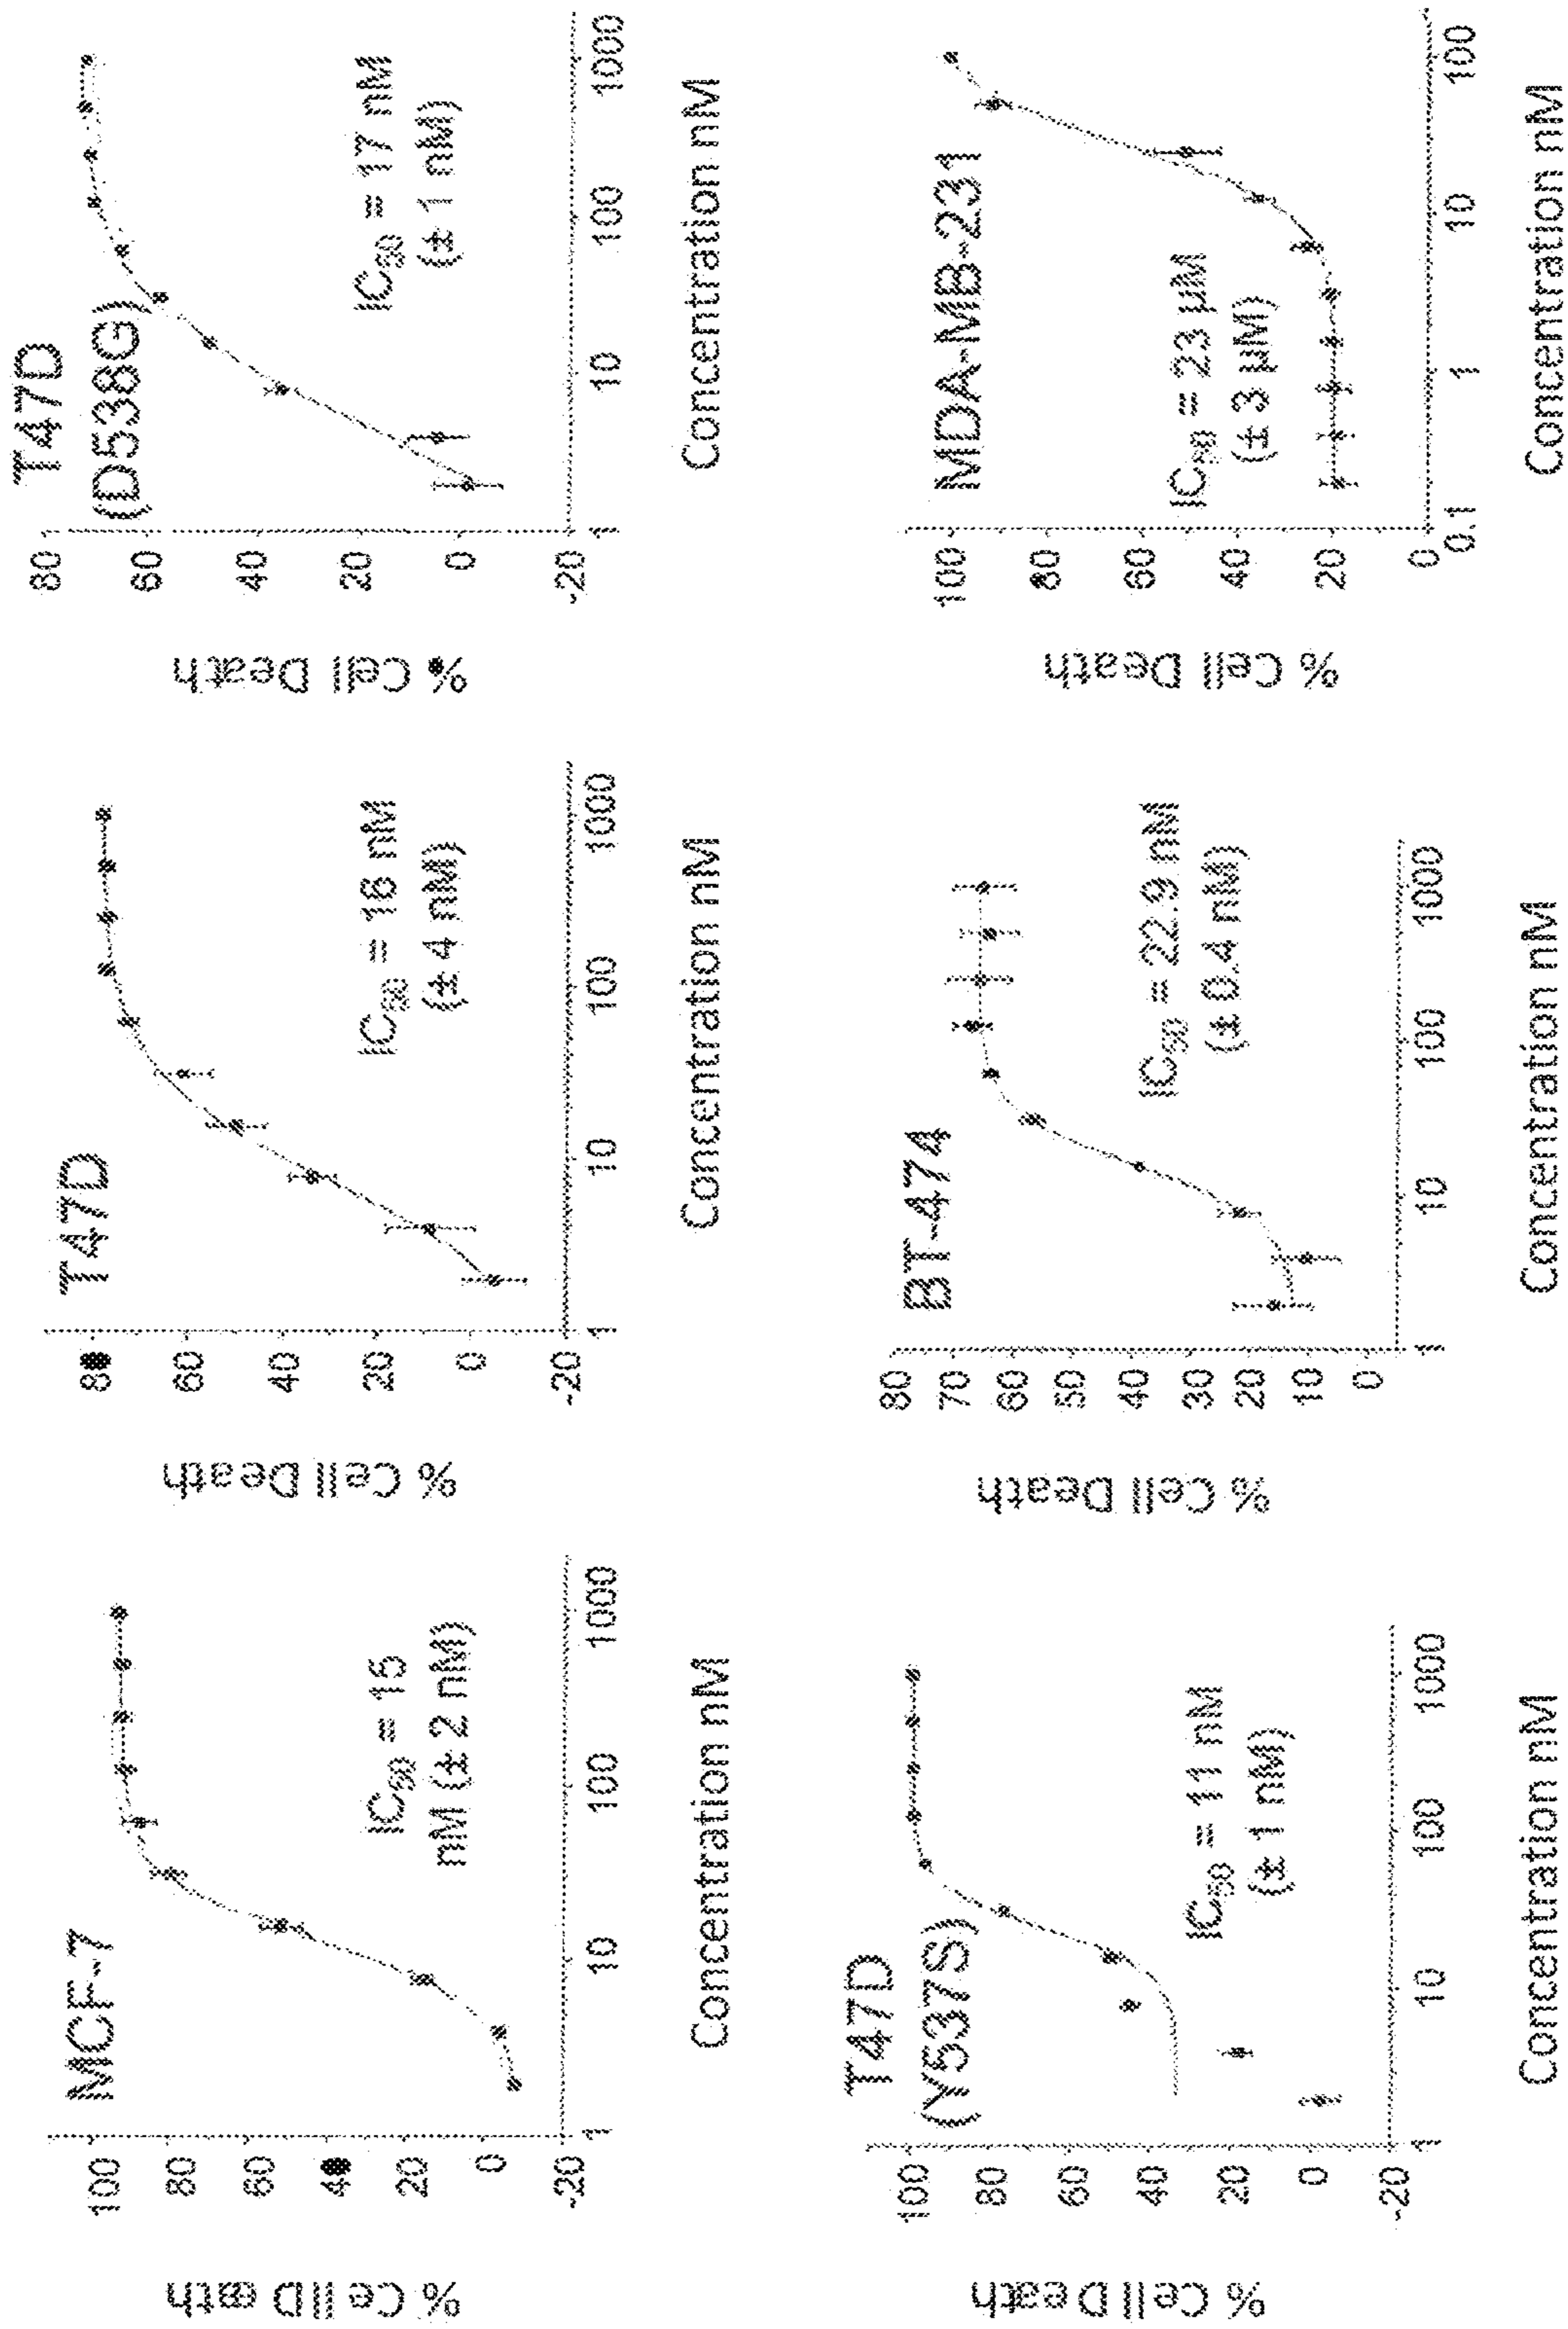 MCF-7
% Cell Death
100
80
60
40
20
0
-20
IC50 = 15
nM (± 2 nM)
1
10
100
1000
Concentration nM
T47D
% Cell Death
80
60
40
20
0
-20
IC50 = 16 nM
(± 4 nM)
1
10
100
1000
Concentration nM
T47D
(D538G)
% Cell Death
80
60
40
20
0
-20
IC50 = 17 nM
(± 1 nM)
1
10
100
1000
Concentration nM
T47D
(Y537S)
% Cell Death
100
80
60
40
20
0
-20
IC50 = 11 nM
(± 1 nM)
1
10
100
1000
Concentration nM
BT-474
% Cell Death
80
70
60
50
40
30
20
10
0
IC50 = 22.9 nM
(± 0.4 nM)
1
10
100
1000
Concentration nM
MDA-MB-231
% Cell Death
100
80
60
40
20
0
IC50 = 23 µM
(± 3 µM)
0.1
1
10
100
Concentration nM